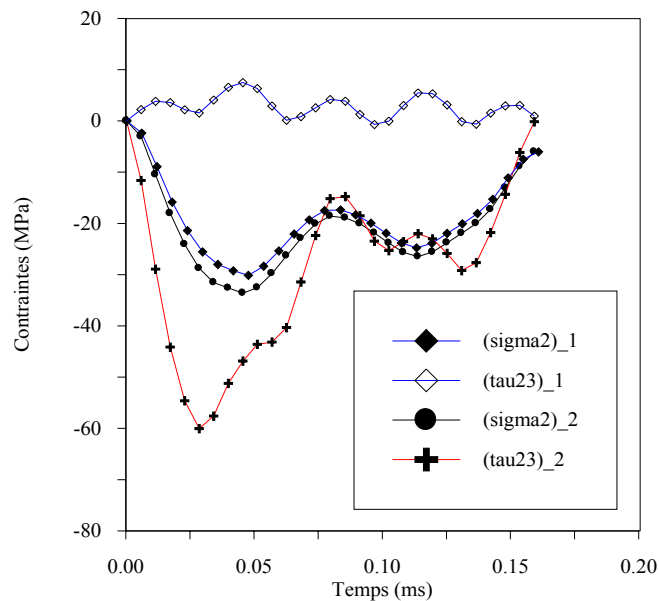 20
0
-20
-40
-60
-80
Contraintes (MPa)
0.00
0.05
0.10
0.15
0.20
Temps (ms)
(sigma2)_1
(tau23)_1
(sigma2)_2
(tau23)_2